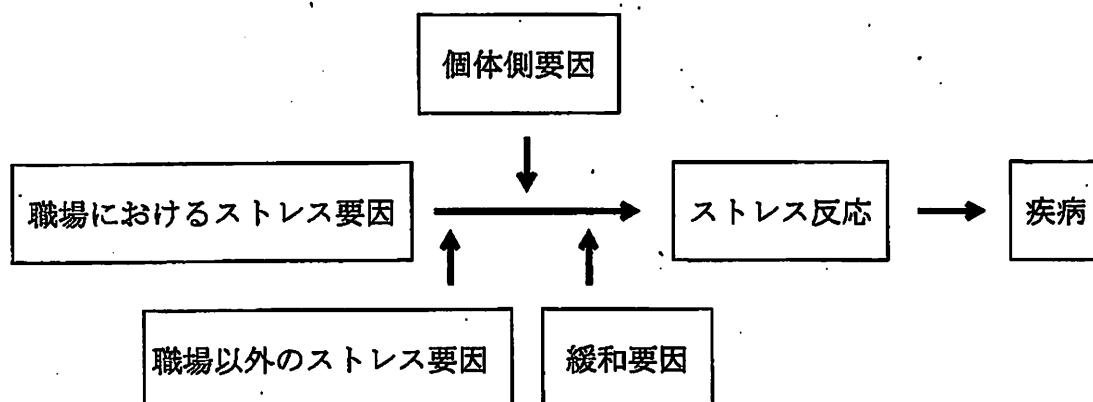 個体側要因
職場におけるストレス要因
ストレス反応
疾病
職場以外のストレス要因
緩和要因